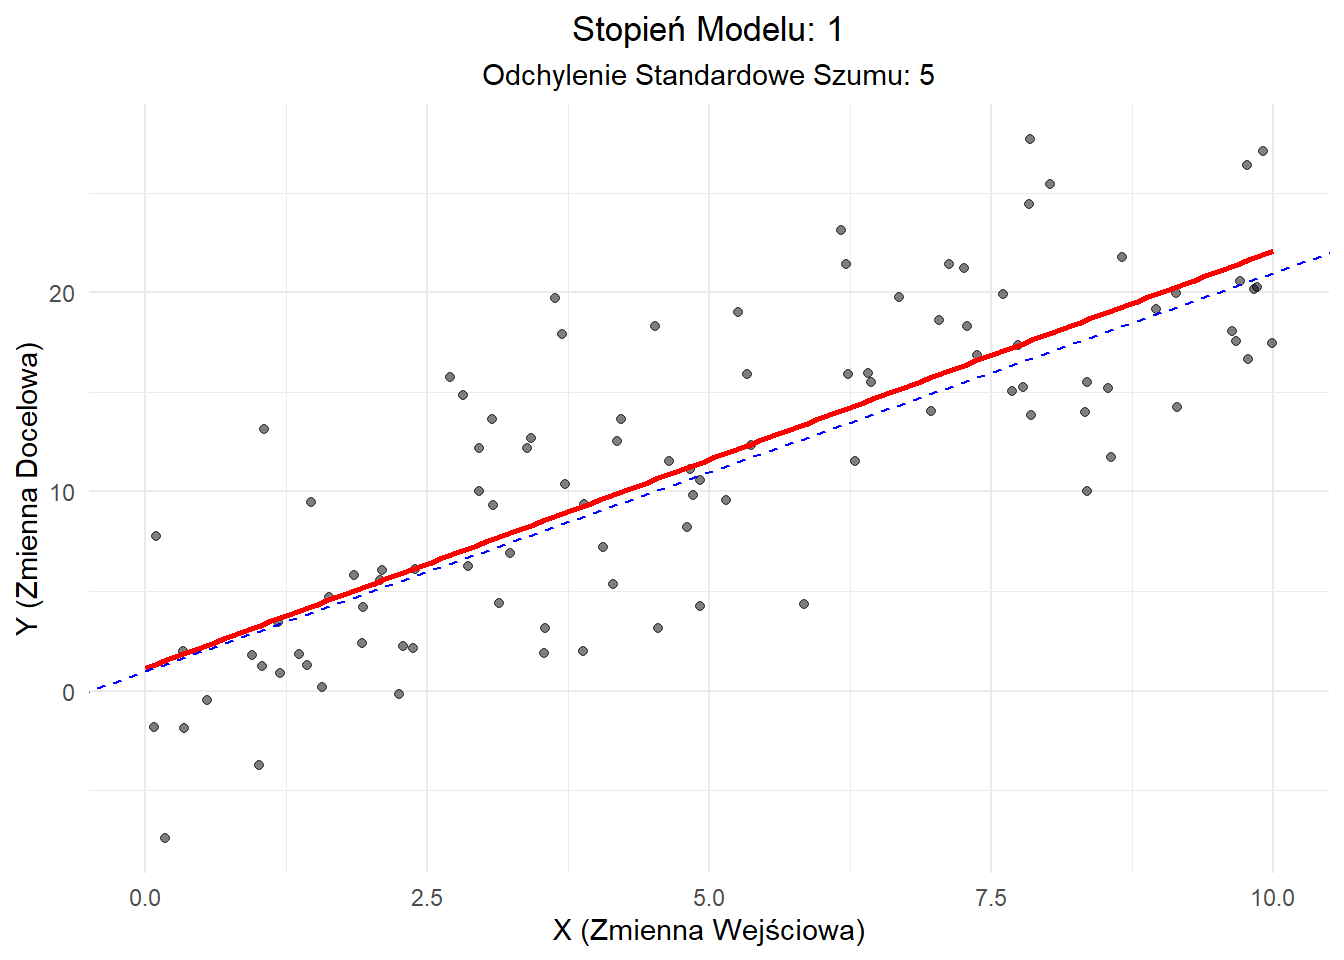 Stopień Modelu: 1
Odchylenie Standardowe Szumu: 5
Y (Zmienna Docelowa)
20
10
0
0.0 2.5 5.0 7.5 10.0
X (Zmienna Wejściowa)